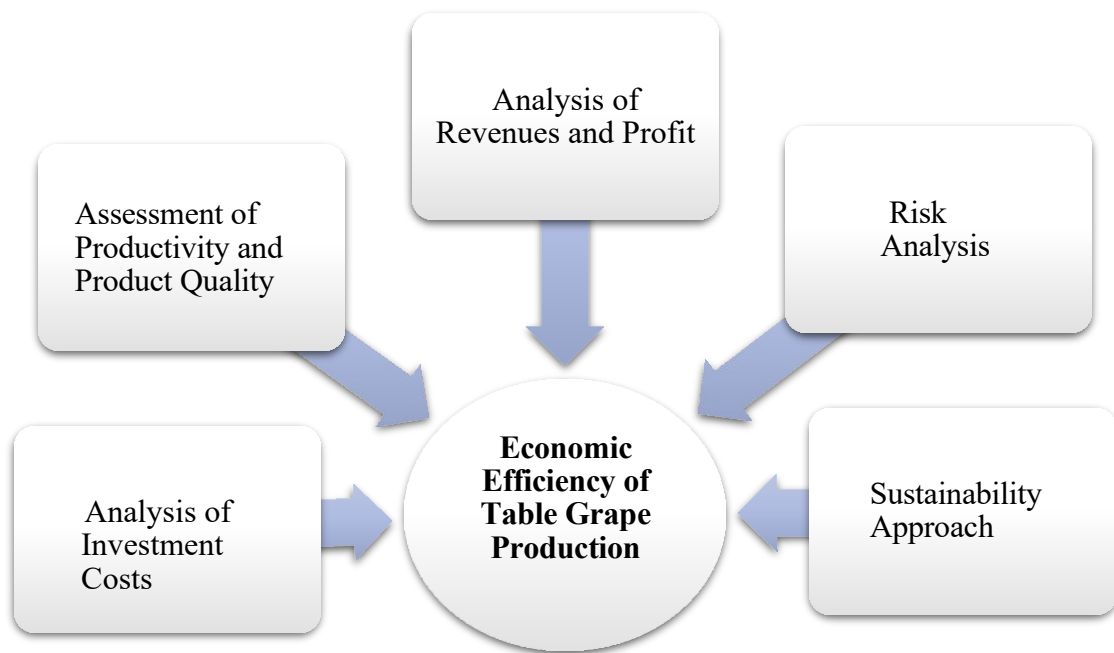 Analysis of
Revenues and Profit
Assessment of
Productivity and
Product Quality
Risk
Analysis
Analysis of
Investment
Costs
Economic
Efficiency of
Table Grape
Production
Sustainability
Approach